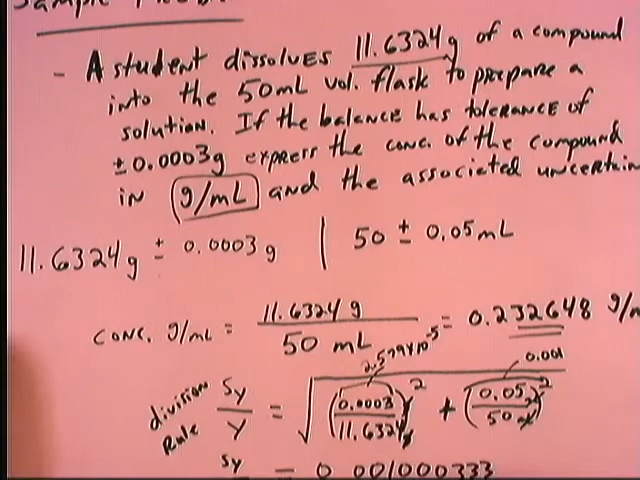 Sample
- A student dissolves 11.6324g of a compound
into the 50mL vol. flask to prepare a
solution. If the balance has tolerance of
±0.0003g express the conc. of the compound
in g/mL and the associated uncertain
11.6324g ± 0.0003g | 50 ± 0.05mL
conc. g/mL = 11.6324 g / 50 mL = 0.232648 g/m
2.579x10^-5 0.001
division Rule Sy/Y = √(0.0003/11.6324)^2 + (0.05/50)^2
Sy = 0.001000333